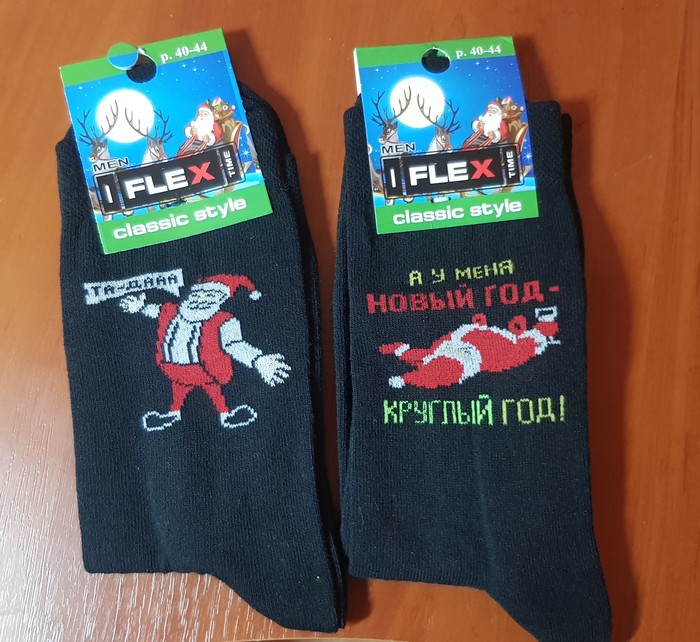 р. 40-44
MEN
FLEX
TIME
classic style
ТА-ДААА
р. 40-44
MEN
FLEX
TIME
classic style
А У МЕНЯ
НОВЫЙ ГОД-
КРУГЛЫЙ ГОД!